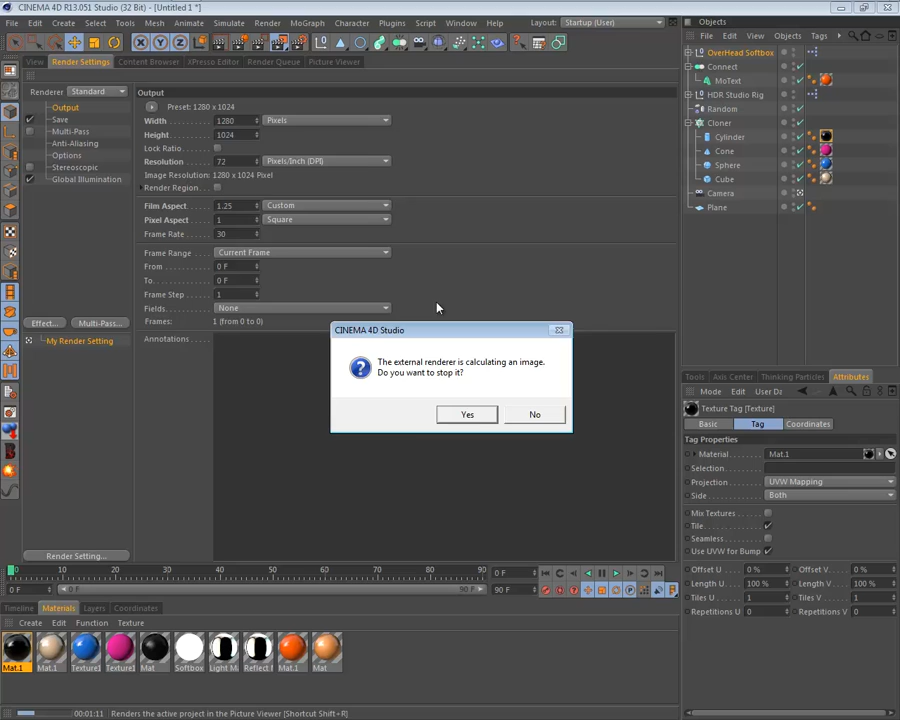 CINEMA 4D R13.051 Studio (32 Bit) - [Untitled 1 *]
File Edit Select Tools Mesh Animate Simulate Render MoGraph Character Plugins Script Window Help Layout: Startup (User)
Render Settings Content Browser XPresso Editor Render Queue Picture Viewer
Renderer Standard
Output
Save
Multi-Pass
Anti-Aliasing
Options
Stereoscopic
Global Illumination
Effect... Multi-Pass...
My Render Setting
Render Setting...
Output
Preset: 1280 x 1024
Width 1280 Pixels
Height 1024
Lock Ratio
Resolution 72 Pixels/Inch (DPI)
Image Resolution: 1280 x 1024 Pixel
Render Region
Film Aspect 1.25 Custom
Pixel Aspect 1 Square
Frame Rate 30
Frame Range Current Frame
From 0 F
To 0 F
Frame Step 1
Fields None
Frames: 1 (from 0 to 0)
Annotations
CINEMA 4D Studio
The external renderer is calculating an image.
Do you want to stop it?
Yes No
Objects
File Edit View Objects Tags
OverHead Softbox
Connect
MoText
HDR Studio Rig
Random
Cloner
Cylinder
Cone
Sphere
Cube
Camera
Plane
Tools Axis Center Thinking Particles Attributes
Mode Edit User Da
Texture Tag [Texture]
Basic Tag Coordinates
Tag Properties
Material Mat.1
Selection
Projection UVW Mapping
Side Both
Mix Textures
Tile
Seamless
Use UVW for Bump
Offset U 0 % Offset V 0 %
Length U 100 % Length V 100 %
Tiles U 1 Tiles V 1
Repetitions U 0 Repetitions V 0
0 10 20 30 40 50 60 70 80 90 0 F
0 F 0 F 90 F 90 F
Timeline Materials Layers Coordinates
Create Edit Function Texture
Mat.1 Mat.1 Texture1 Texture1 Mat Softbox Light Ma Reflect Mat.1 Mat
00:01:11 Renders the active project in the Picture Viewer [Shortcut Shift+R]